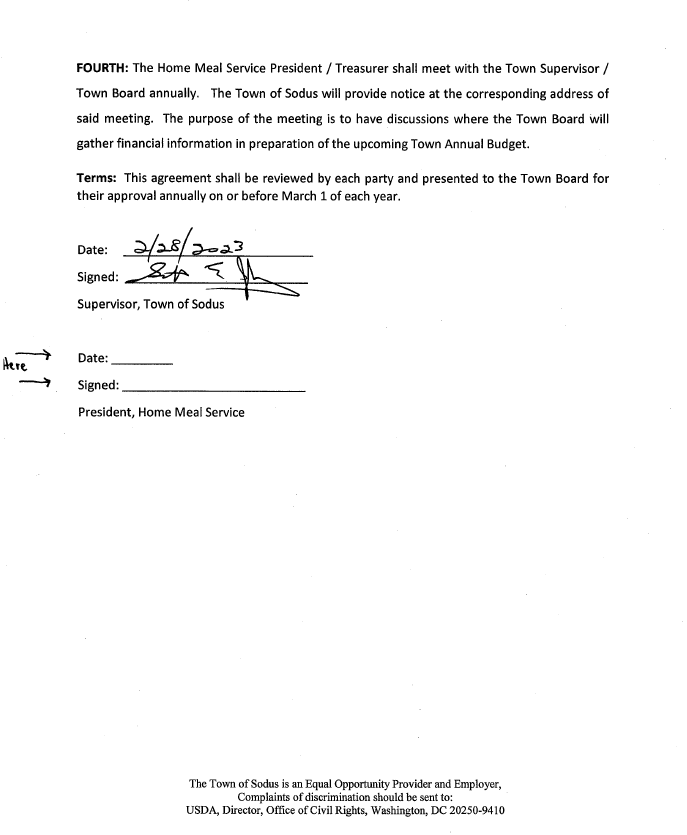 FOURTH: The Home Meal Service President / Treasurer shall meet with the Town Supervisor /
Town Board annually. The Town of Sodus will provide notice at the corresponding address of
said meeting. The purpose of the meeting is to have discussions where the Town Board will
gather financial information in preparation of the upcoming Town Annual Budget.
Terms: This agreement shall be reviewed by each party and presented to the Town Board for
their approval annually on or before March 1 of each year.
Date: 2/28/2023
Signed:
Supervisor, Town of Sodus
Here
Date:
Signed:
President, Home Meal Service
The Town of Sodus is an Equal Opportunity Provider and Employer,
Complaints of discrimination should be sent to:
USDA, Director, Office of Civil Rights, Washington, DC 20250-9410